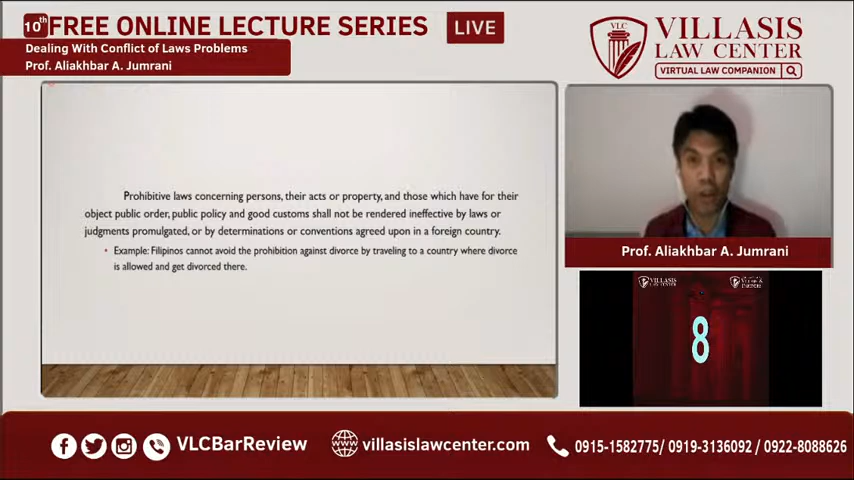 10th FREE ONLINE LECTURE SERIES
LIVE
Dealing With Conflict of Laws Problems
Prof. Aliakhbar A. Jumrani
VLC
VILLASIS
LAW CENTER
VIRTUAL LAW COMPANION
Prohibitive laws concerning persons, their acts or property, and those which have for their
object public order, public policy and good customs shall not be rendered ineffective by laws or
judgments promulgated, or by determinations or conventions agreed upon in a foreign country.
• Example: Filipinos cannot avoid the prohibition against divorce by traveling to a country where divorce
is allowed and get divorced there.
Prof. Aliakhbar A. Jumrani
VILLASIS
LAW CENTER
8
VLCBarReview
villasislawcenter.com
0915-1582775/ 0919-3136092 / 0922-8088626